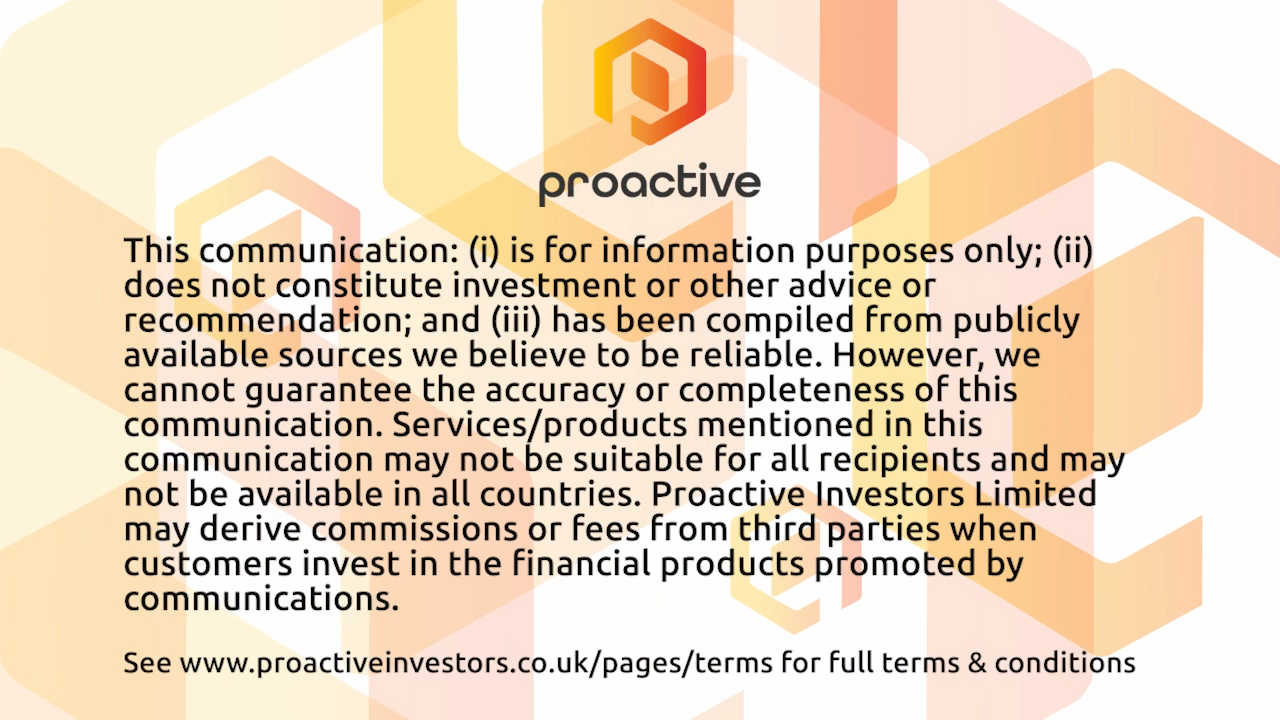 proactive
This communication: (i) is for information purposes only; (ii)
does not constitute investment or other advice or
recommendation; and (iii) has been compiled from publicly
available sources we believe to be reliable. However, we
cannot guarantee the accuracy or completeness of this
communication. Services/products mentioned in this
communication may not be suitable for all recipients and may
not be available in all countries. Proactive Investors Limited
may derive commissions or fees from third parties when
customers invest in the financial products promoted by
communications.
See www.proactiveinvestors.co.uk/pages/terms for full terms & conditions